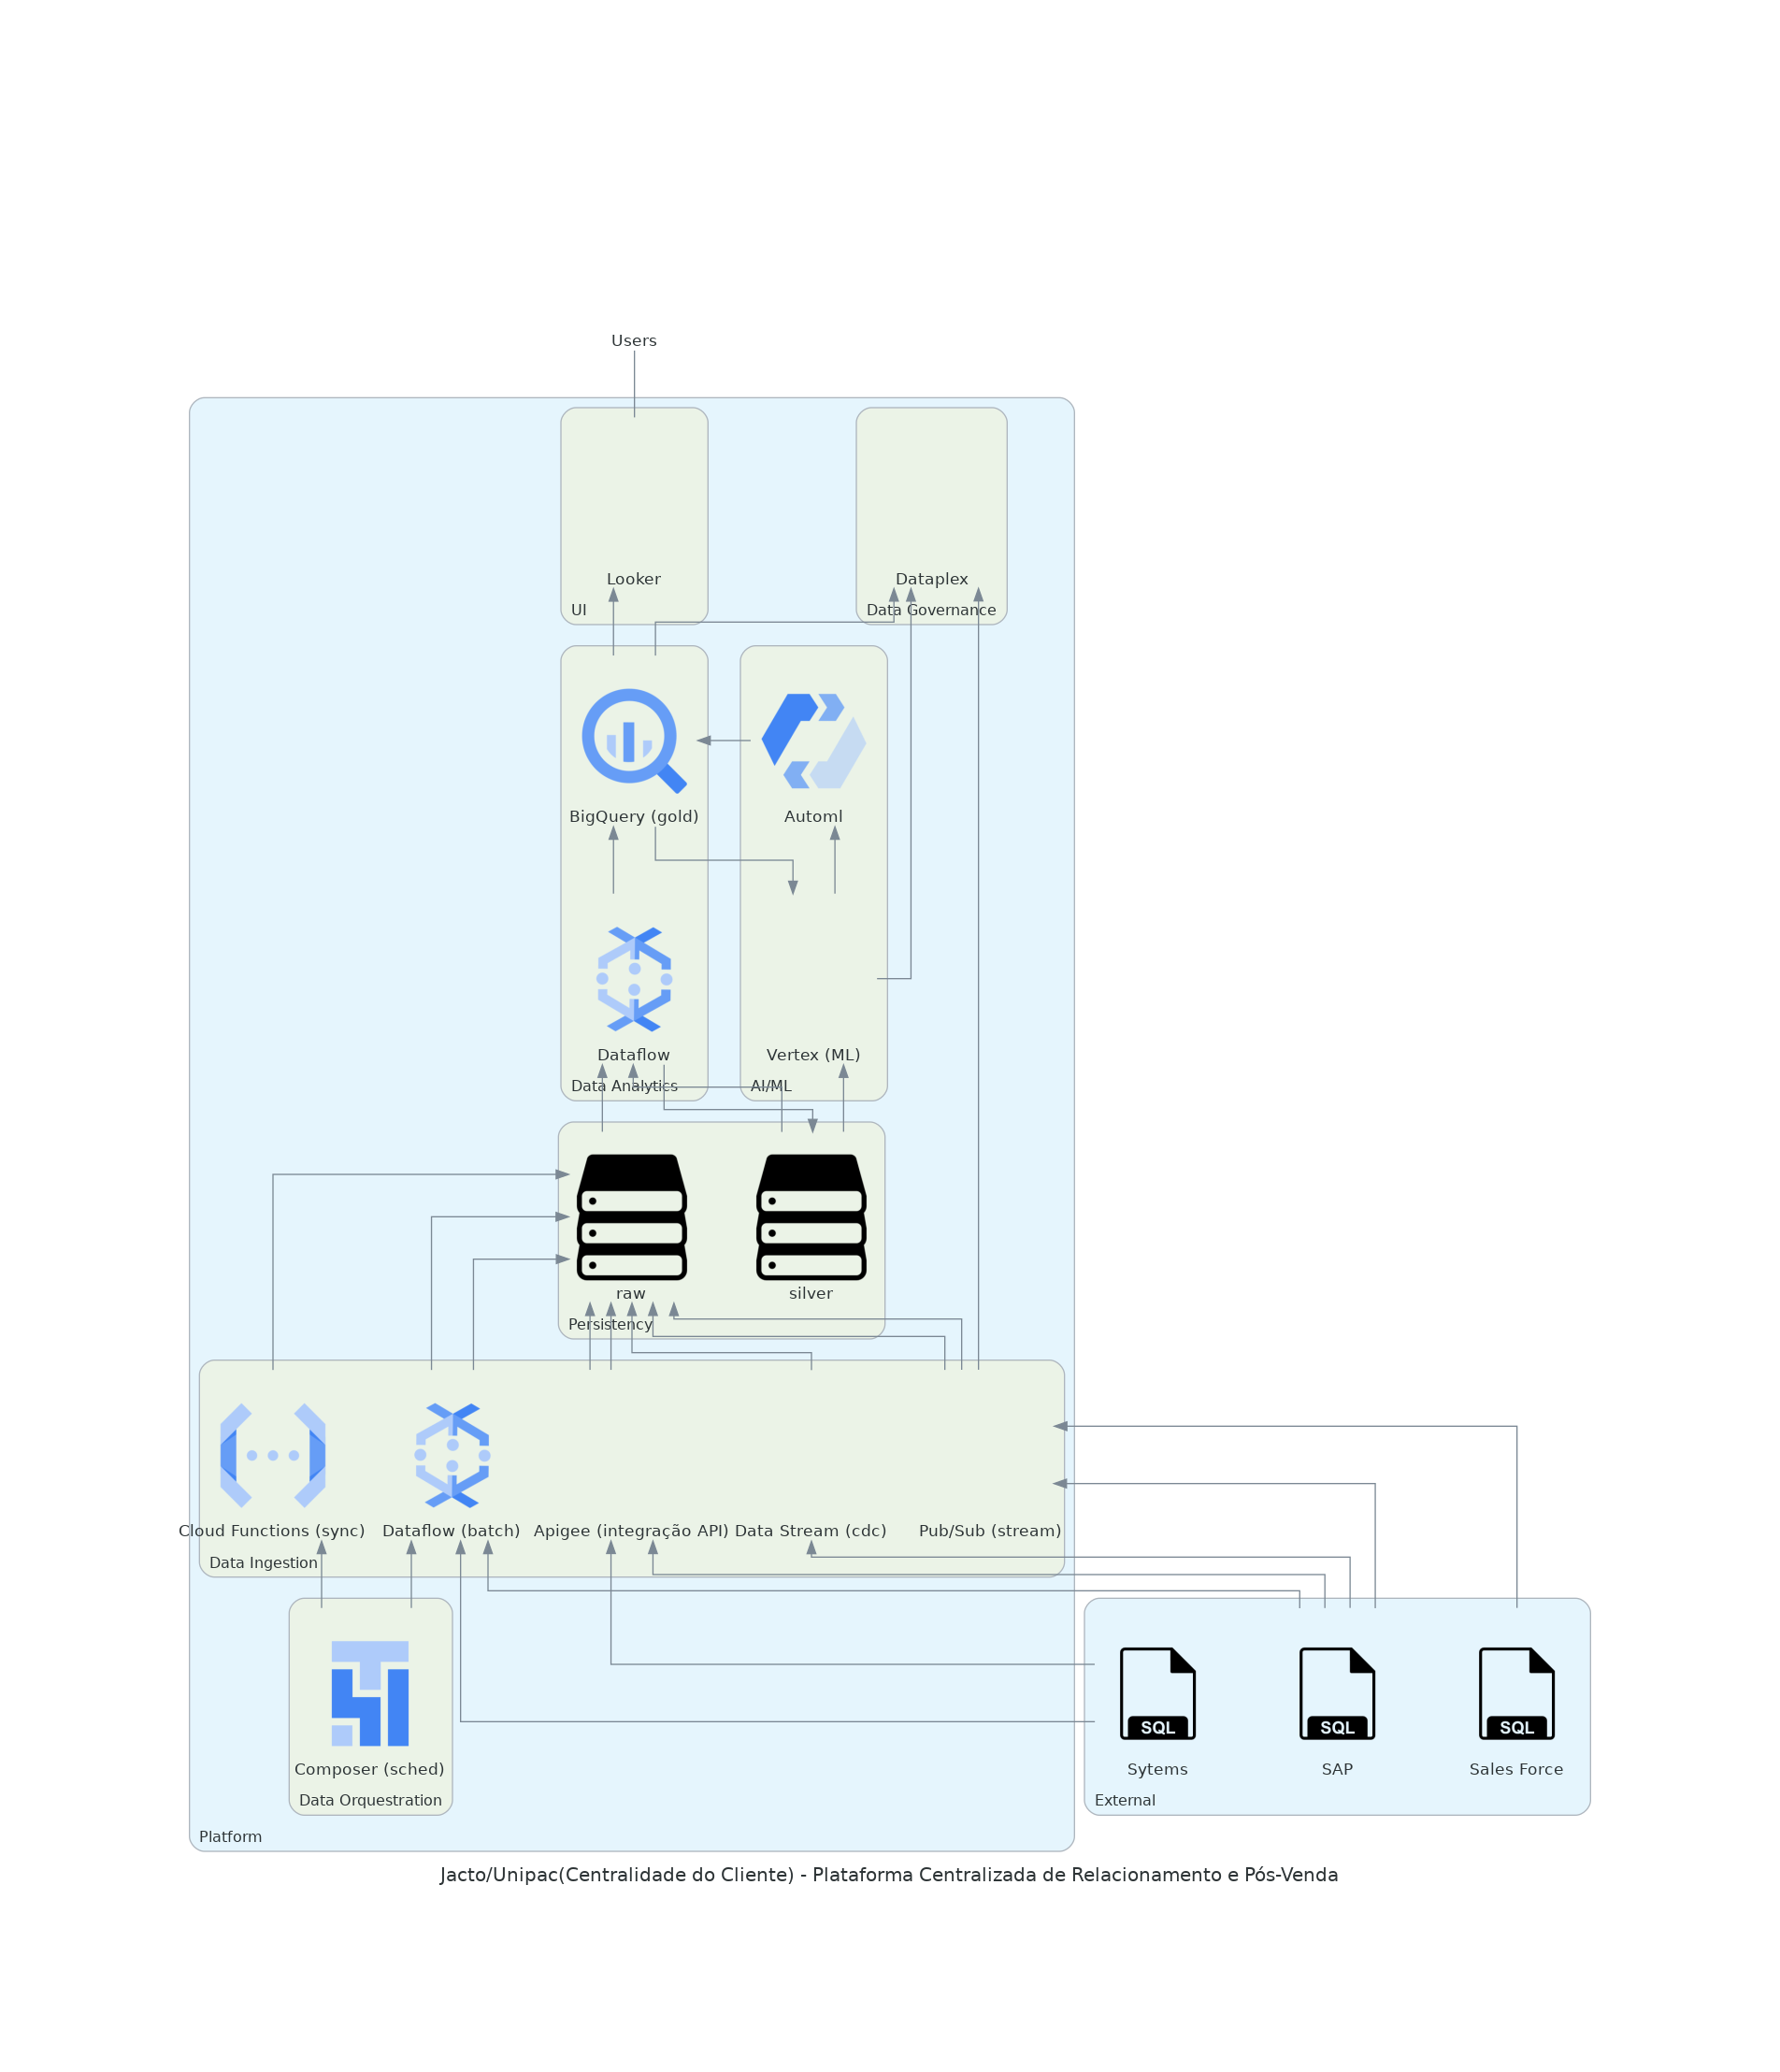 Users
Looker
Dataplex
UI
Data Governance
BigQuery (gold)
Automl
Dataflow
Vertex (ML)
Data Analytics
AI/ML
raw
silver
Persistency
Cloud Functions (sync)
Dataflow (batch)
Apigee (integração API)
Data Stream (cdc)
Pub/Sub (stream)
Data Ingestion
SQL
SQL
SQL
Composer (sched)
Sytems
SAP
Sales Force
Data Orquestration
External
Platform
Jacto/Unipac(Centralidade do Cliente) - Plataforma Centralizada de Relacionamento e Pós-Venda